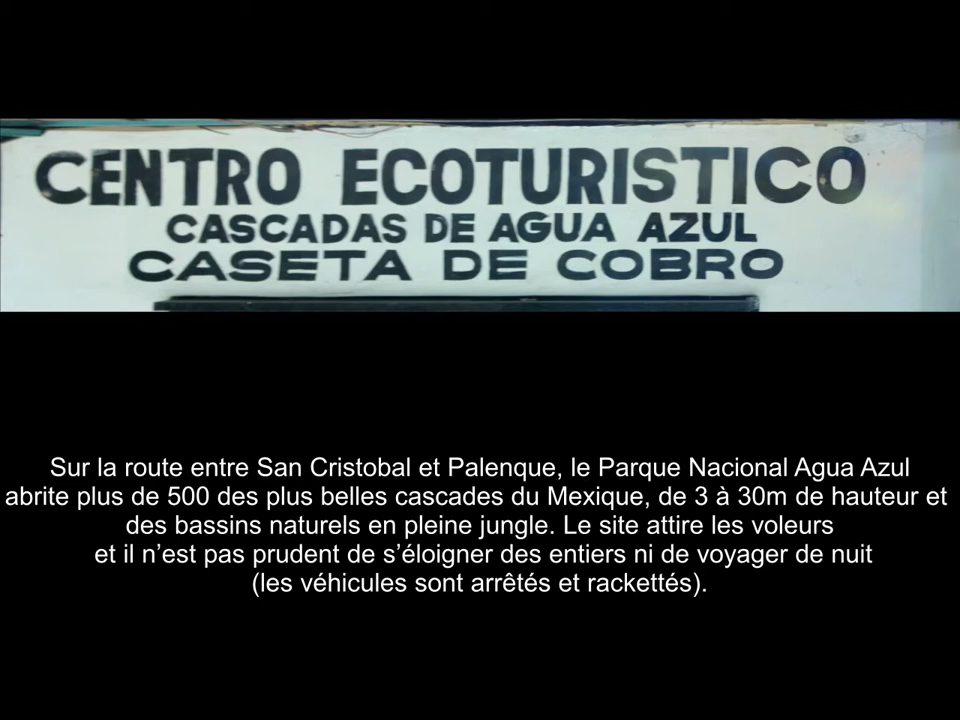 CENTRO ECOTURISTICO
CASCADAS DE AGUA AZUL
CASETA DE COBRO
Sur la route entre San Cristobal et Palenque, le Parque Nacional Agua Azul
abrite plus de 500 des plus belles cascades du Mexique, de 3 à 30m de hauteur et
des bassins naturels en pleine jungle. Le site attire les voleurs
et il n’est pas prudent de s’éloigner des entiers ni de voyager de nuit
(les véhicules sont arrêtés et rackettés).